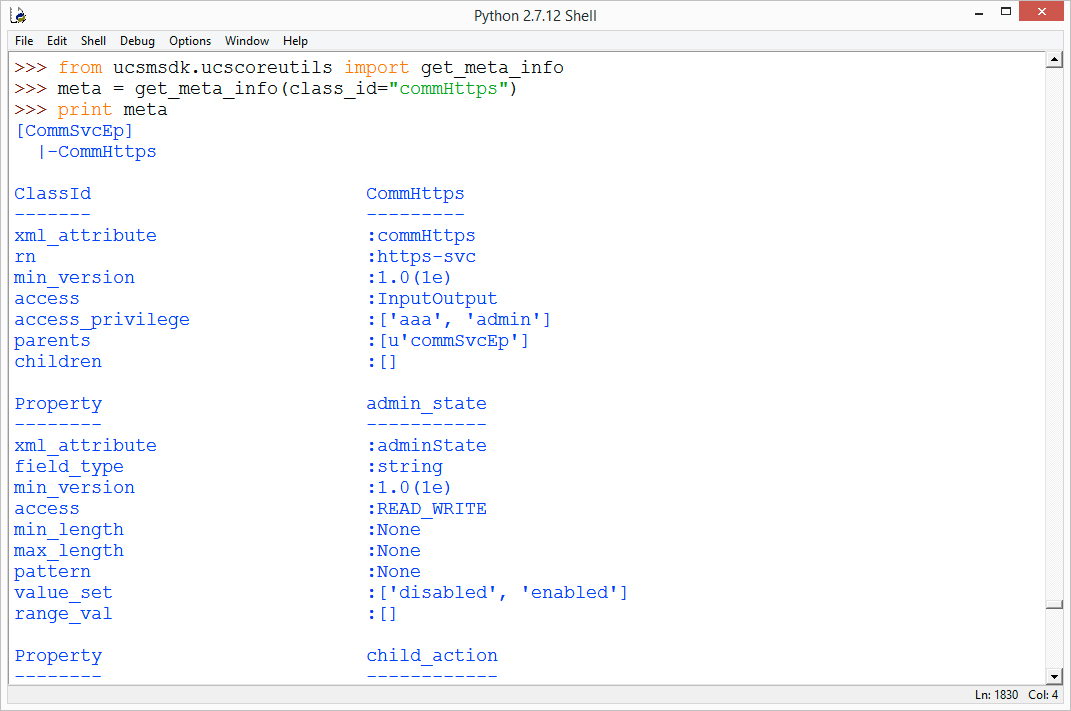 Python 2.7.12 Shell
File Edit Shell Debug Options Window Help
>>> from ucsmsdk.ucscoreutils import get_meta_info
>>> meta = get_meta_info(class_id="commHttps")
>>> print meta
[CommSvcEp]
  |-CommHttps
ClassId                         CommHttps
-------                         ---------
xml_attribute                   :commHttps
rn                              :https-svc
min_version                     :1.0(1e)
access                          :InputOutput
access_privilege                :['aaa', 'admin']
parents                         :[u'commSvcEp']
children                        :[]
Property                        admin_state
--------                        -----------
xml_attribute                   :adminState
field_type                      :string
min_version                     :1.0(1e)
access                          :READ_WRITE
min_length                      :None
max_length                      :None
pattern                         :None
value_set                       :['disabled', 'enabled']
range_val                       :[]
Property                        child_action
--------                        ------------
Ln: 1830 Col: 4